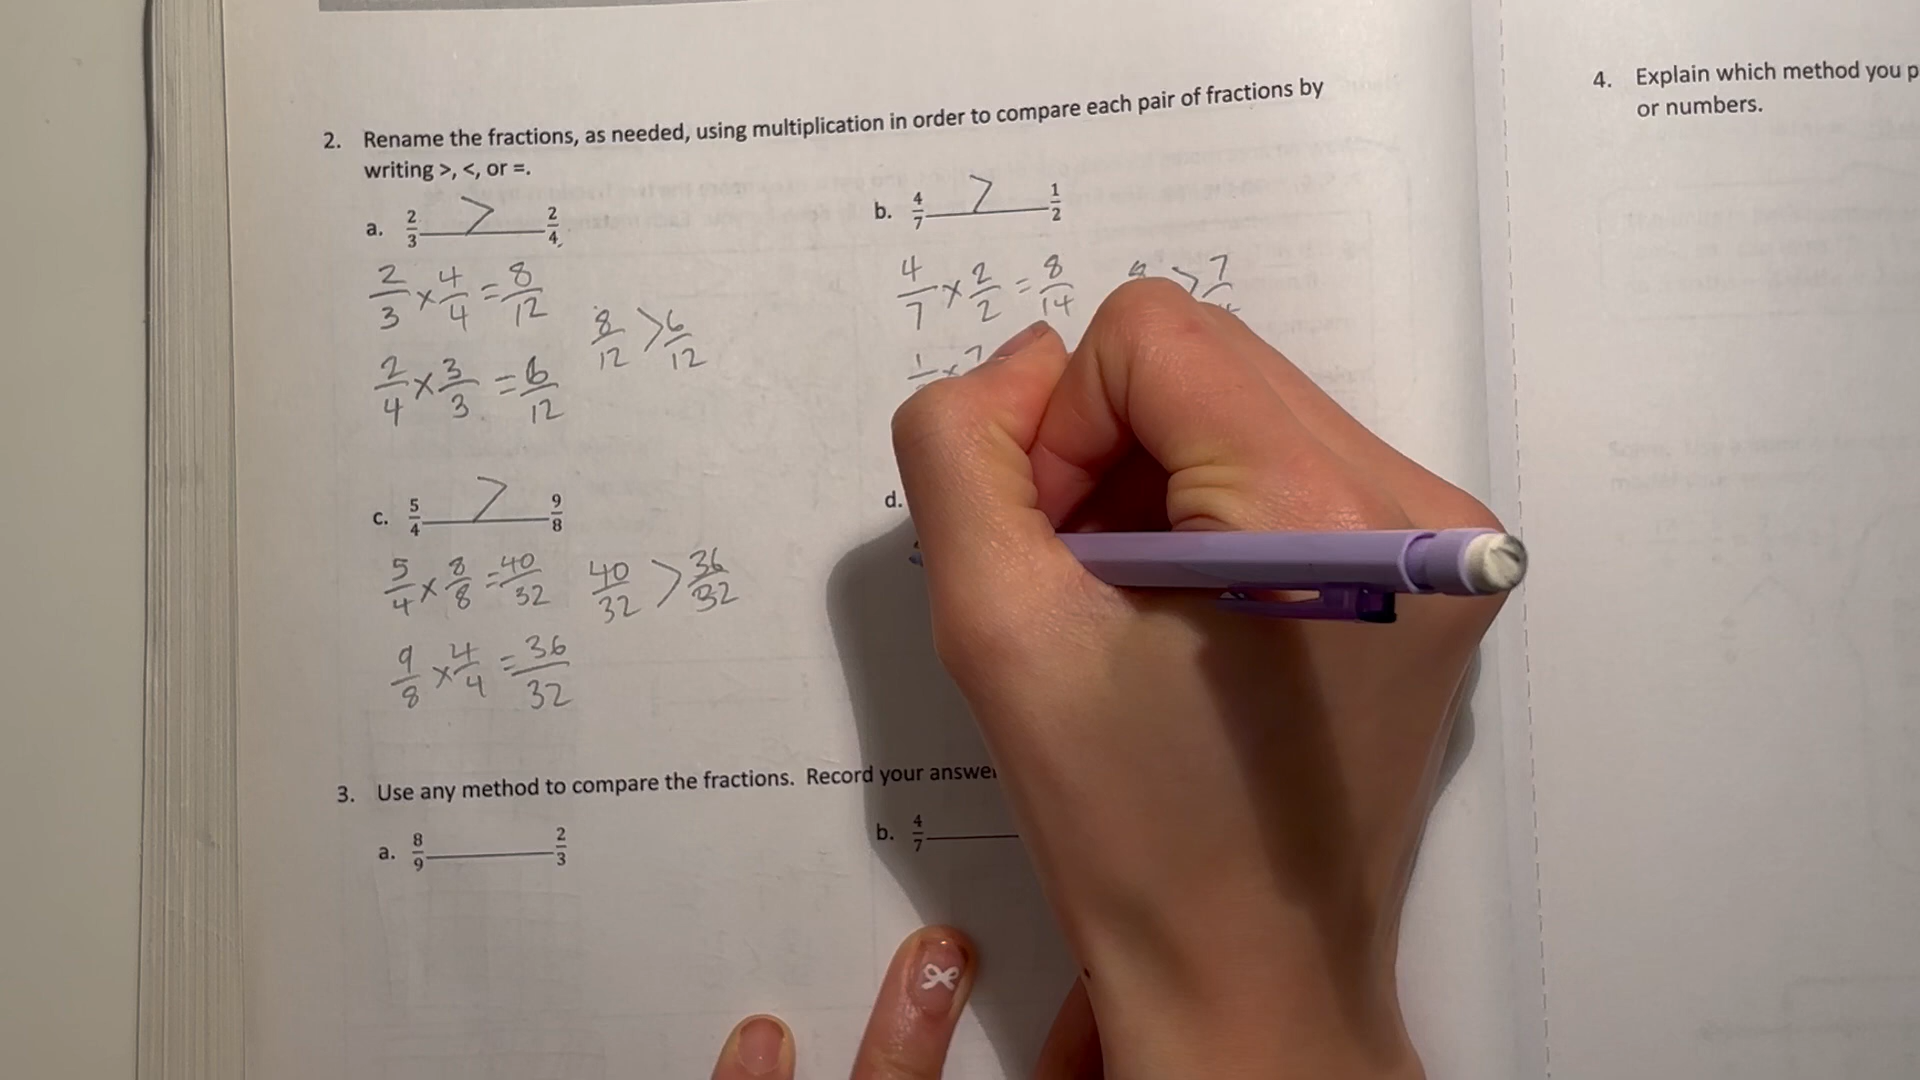 2. Rename the fractions, as needed, using multiplication in order to compare each pair of fractions by
writing >, <, or =.
a. 2/3 > 2/4
2/3 × 4/4 = 8/12
8/12 > 6/12
2/4 × 3/3 = 6/12
b. 4/7 > 1/2
4/7 × 2/2 = 8/14
> 7
1 × 7
c. 5/4 > 9/8
5/4 × 8/8 = 40/32 40/32 > 36/32
9/8 × 4/4 = 36/32
d.
3. Use any method to compare the fractions. Record your
a. 8/9 2/3
b. 4/7
4. Explain which method you
or numbers.